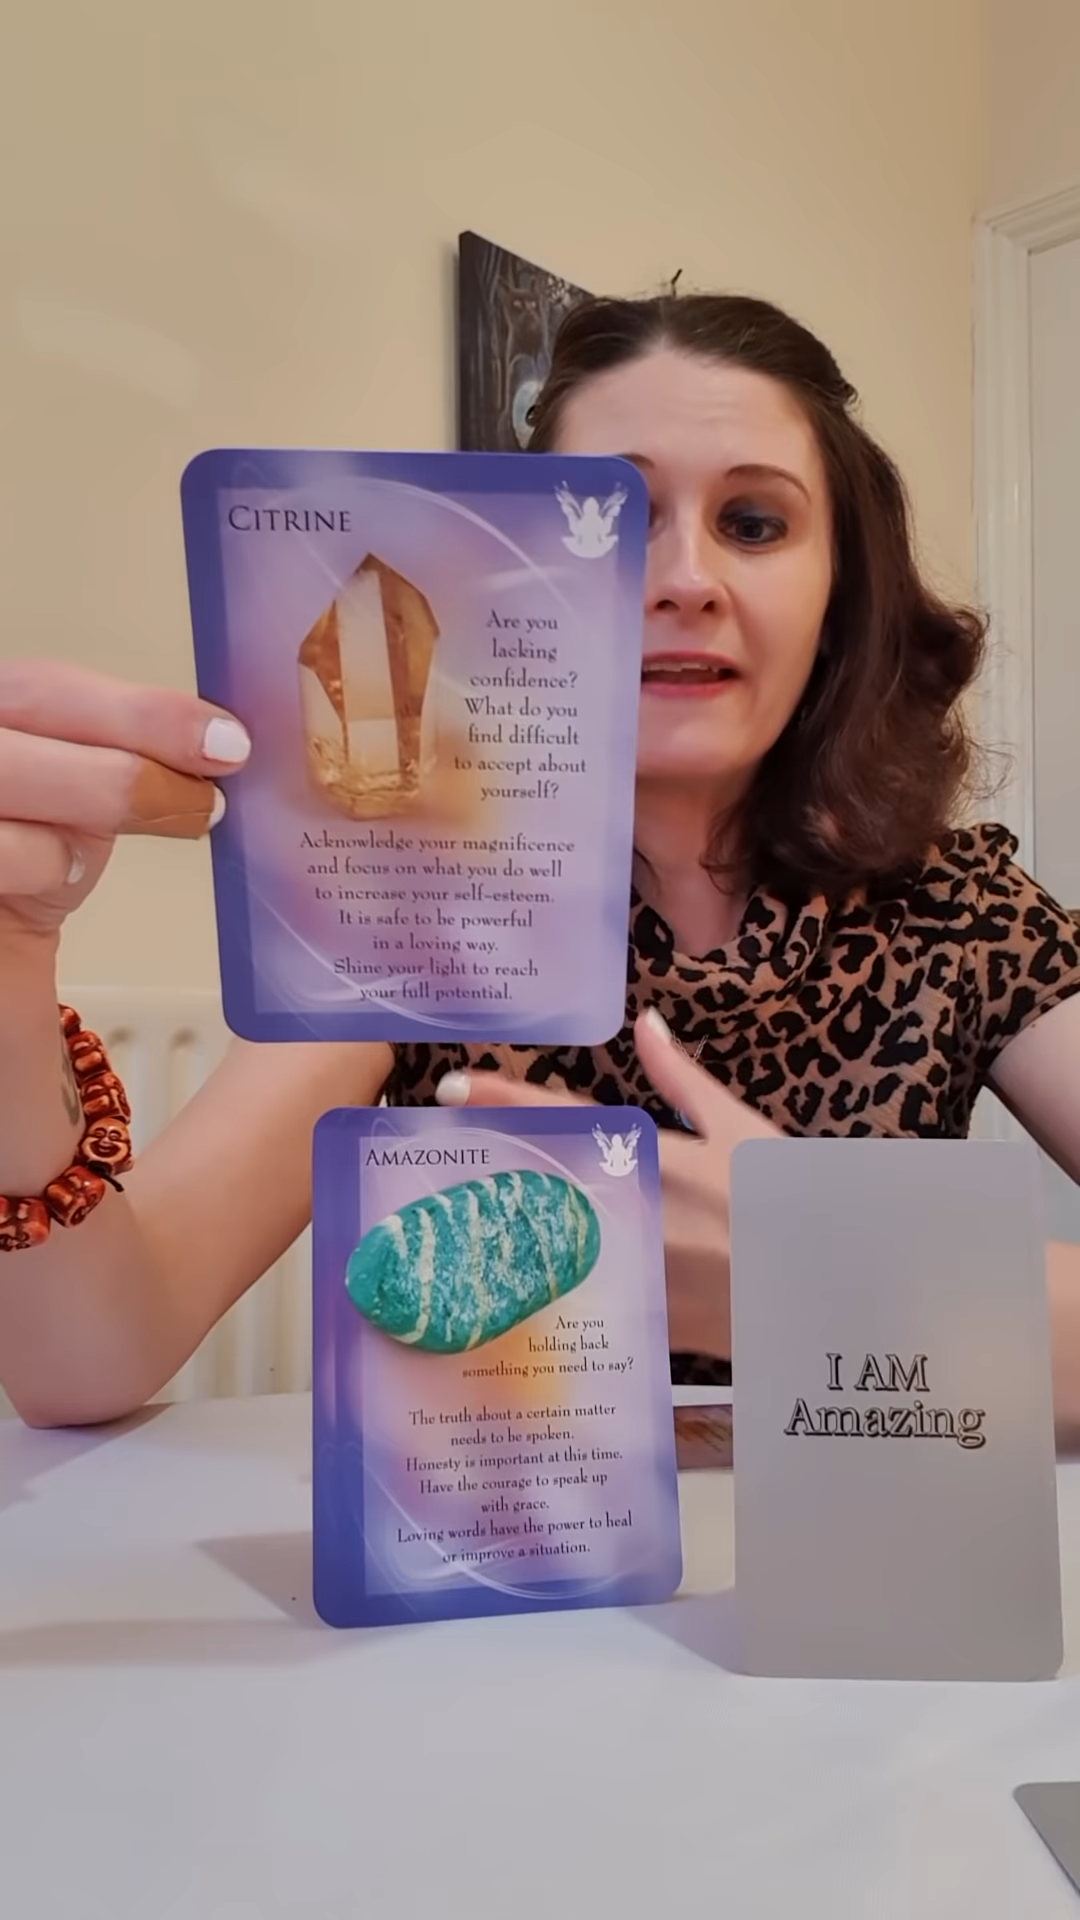 CITRINE
Are you
lacking
confidence?
What do you
find difficult
to accept about
yourself?
Acknowledge your magnificence
and focus on what you do well
to increase your self-esteem.
It is safe to be powerful
in a loving way.
Shine your light to reach
your full potential.
AMAZONITE
Are you
holding back
something you need to say?
The truth about a certain matter
needs to be spoken.
Honesty is important at this time.
Have the courage to speak up
with grace.
Loving words have the power to heal
or improve a situation.
I AM
Amazing